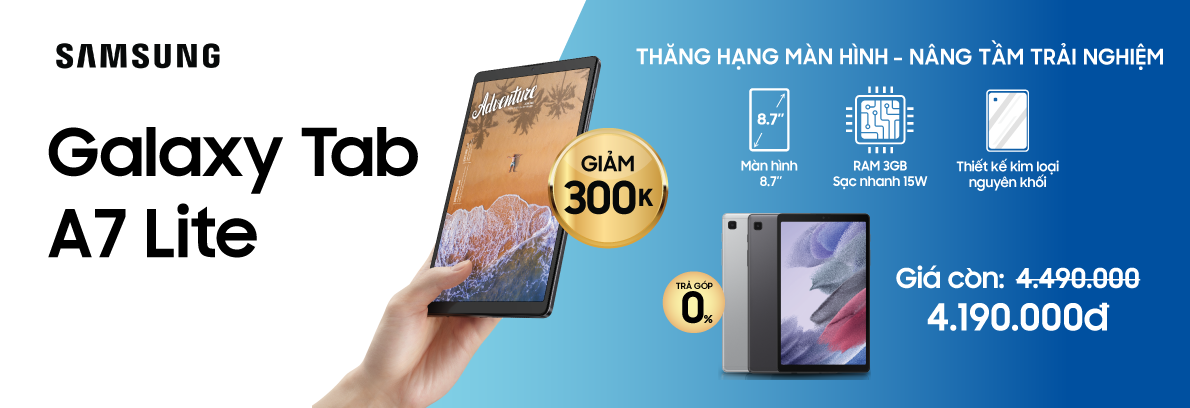 SAMSUNG
Galaxy Tab
A7 Lite
Adventure
GIẢM
300K
THĂNG HẠNG MÀN HÌNH - NÂNG TẦM TRẢI NGHIỆM
8.7”
Màn hình
8.7”
RAM 3GB
Sạc nhanh 15W
Thiết kế kim loại
nguyên khối
TRẢ GÓP
0%
Giá còn: 4.490.000
4.190.000đ